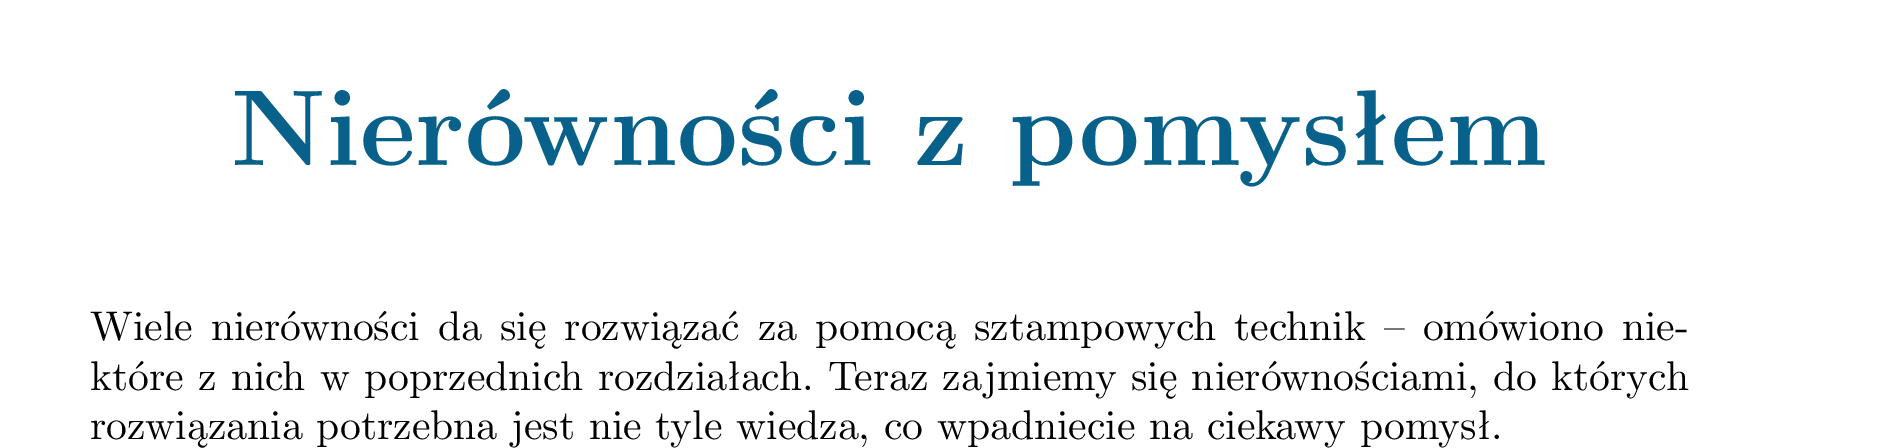 Nierówności z pomysłem
Wiele nierówności da się rozwiązać za pomocą sztampowych technik – omówiono nie-
które z nich w poprzednich rozdziałach. Teraz zajmiemy się nierównościami, do których
rozwiązania potrzebna jest nie tyle wiedza, co wpadniecie na ciekawy pomysł.